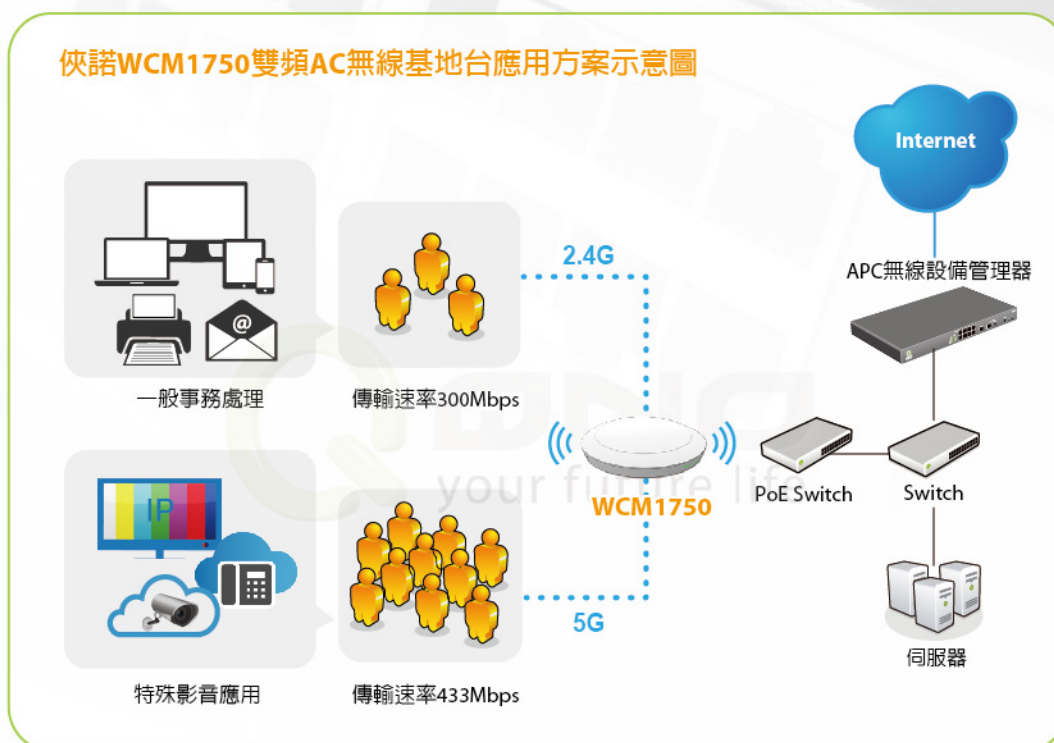 俠諾WCM1750雙頻AC無線基地台應用方案示意圖
Internet
APC無線設備管理器
2.4G
@
一般事務處理
傳輸速率300Mbps
QNO
your future life
WCM1750
PoE Switch
Switch
IP
5G
伺服器
特殊影音應用
傳輸速率433Mbps